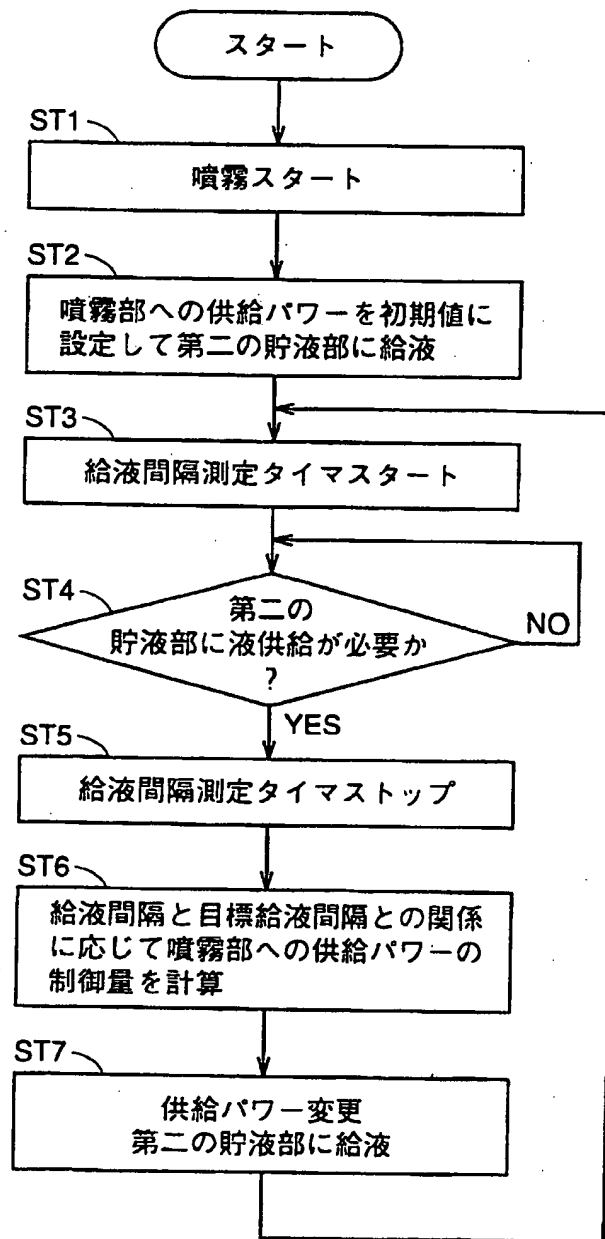 スタート
ST1
噴霧スタート
ST2
噴霧部への供給パワーを初期値に
設定して第二の貯液部に給液
ST3
給液間隔測定タイマスタート
ST4
第二の
貯液部に液供給が必要か
?
NO
YES
ST5
給液間隔測定タイマストップ
ST6
給液間隔と目標給液間隔との関係
に応じて噴霧部への供給パワーの
制御量を計算
ST7
供給パワー変更
第二の貯液部に給液